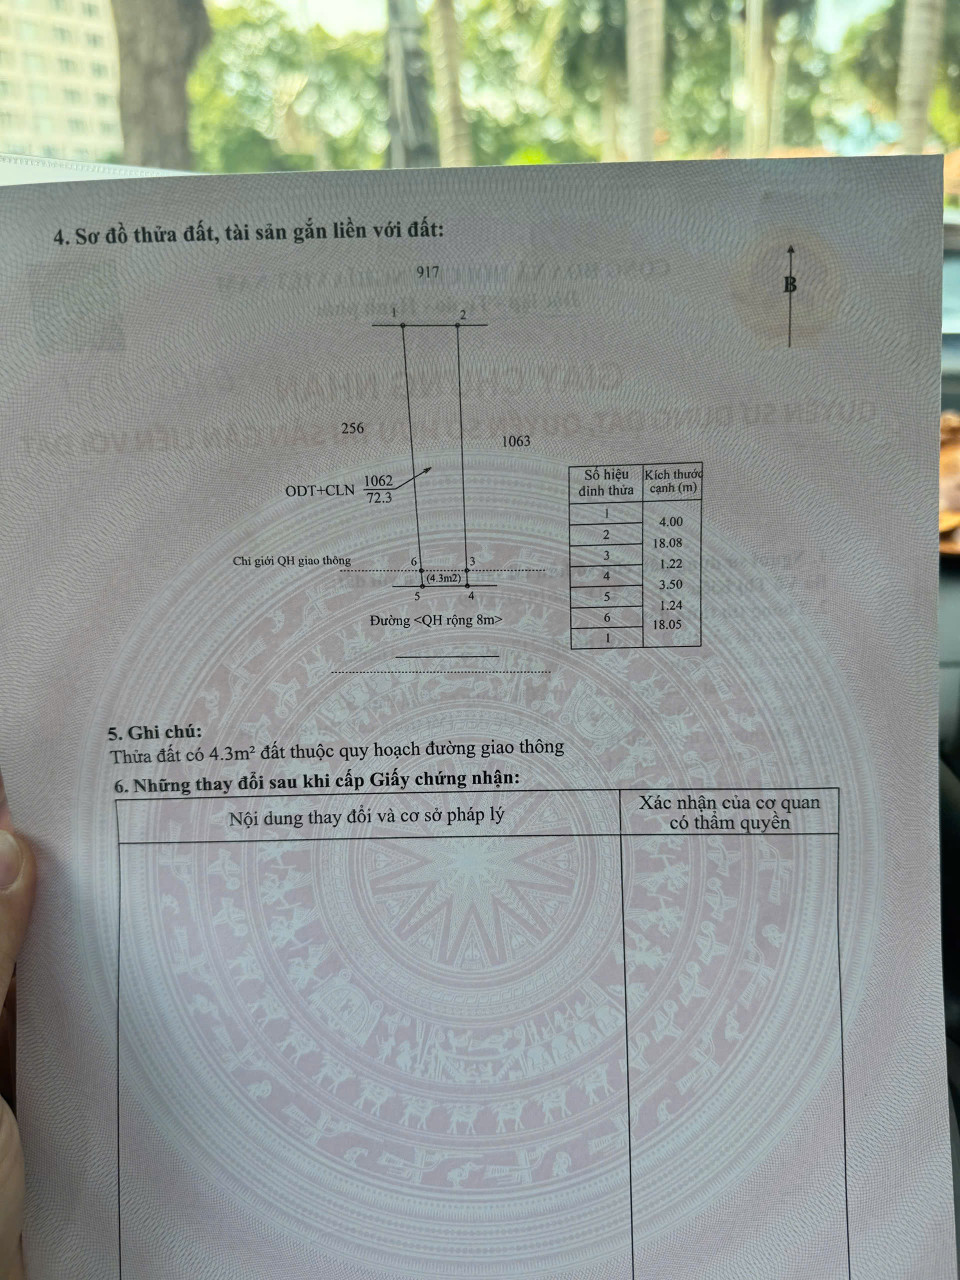 4. Sơ đồ thửa đất, tài sản gắn liền với đất:
917
B
1
2
256
1063
ODT+CLN 1062
72.3
Số hiệu đỉnh thửa
Kích thước cạnh (m)
1
4.00
2
18.08
3
1.22
4
3.50
5
1.24
6
18.05
1
Chỉ giới QH giao thông
6
3
(4.3m2)
5
4
Đường <QH rộng 8m>
5. Ghi chú:
Thửa đất có 4.3m² đất thuộc quy hoạch đường giao thông
6. Những thay đổi sau khi cấp Giấy chứng nhận:
Nội dung thay đổi và cơ sở pháp lý
Xác nhận của cơ quan
có thẩm quyền